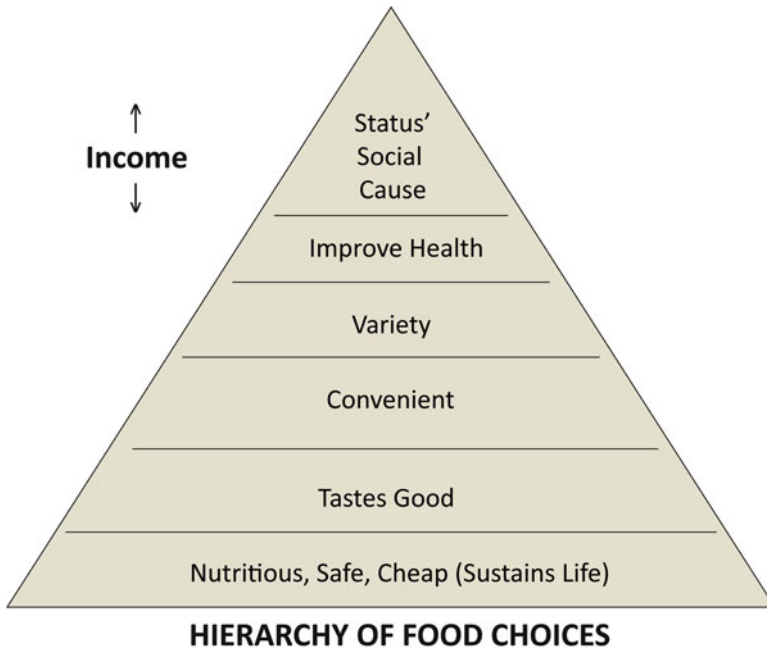 Status’
Social
Cause
Income
Improve Health
Variety
Convenient
Tastes Good
Nutritious, Safe, Cheap (Sustains Life)
HIERARCHY OF FOOD CHOICES